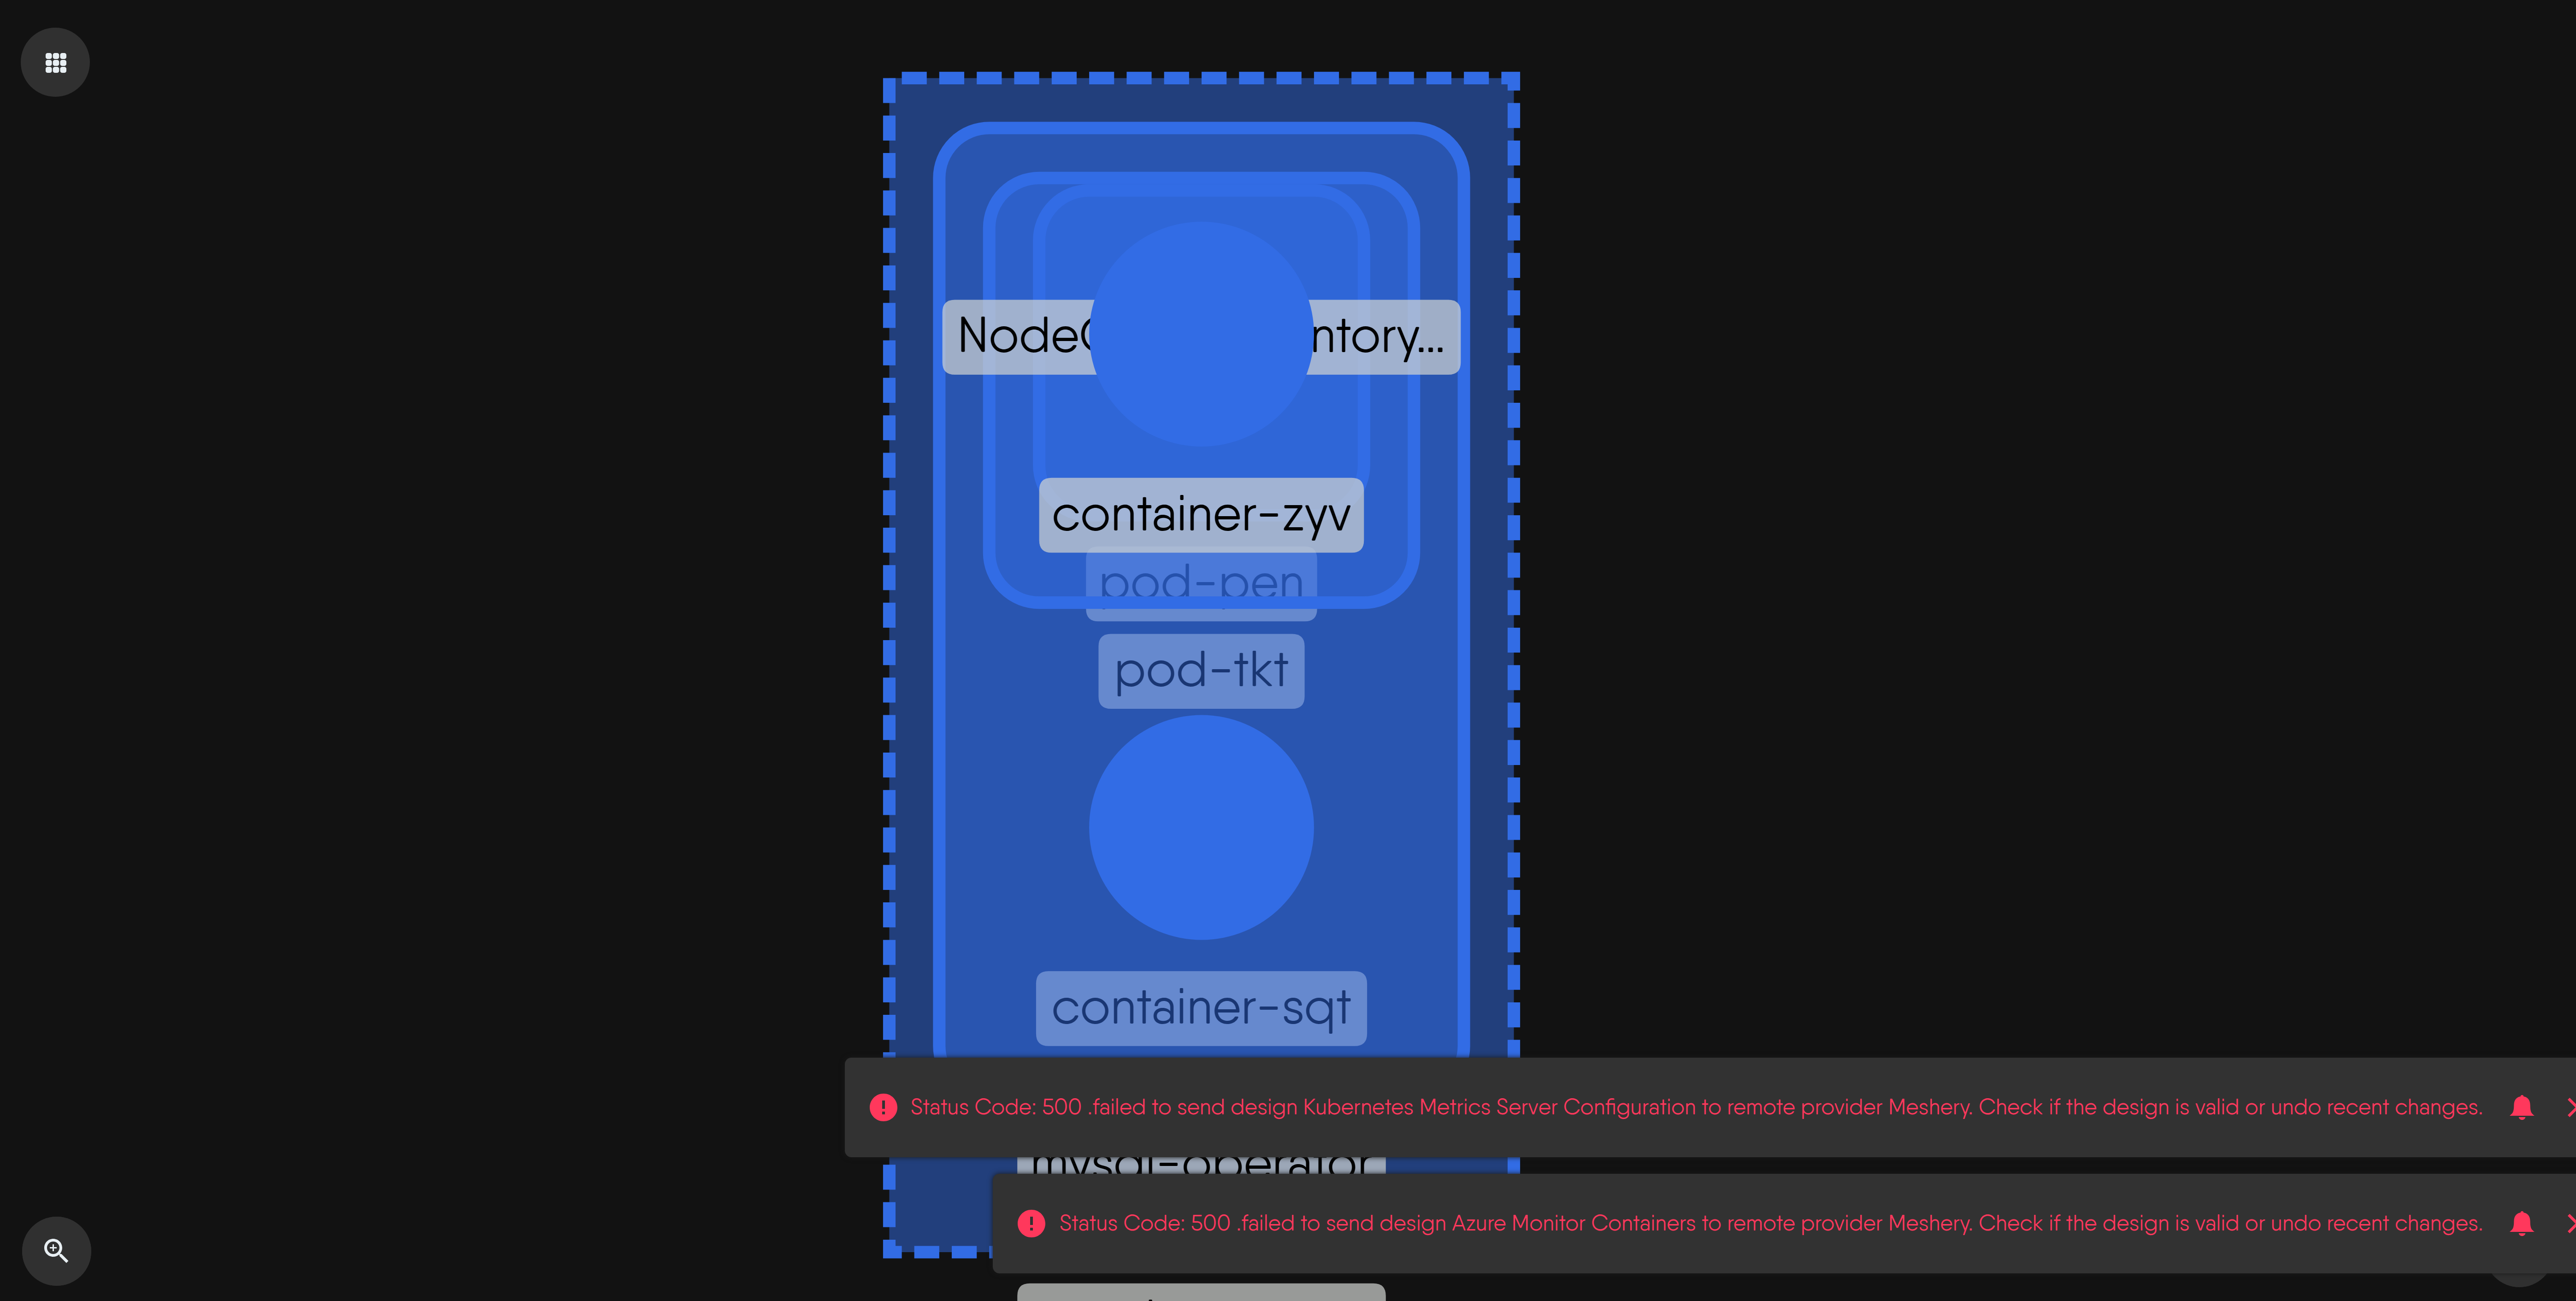 Node ntory...
container-zyv
pod-pen
pod-tkt
container-sqt
Status Code: 500 .failed to send design Kubernetes Metrics Server Configuration to remote provider Meshery. Check if the design is valid or undo recent changes.
mysql-operator
Status Code: 500 .failed to send design Azure Monitor Containers to remote provider Meshery. Check if the design is valid or undo recent changes.